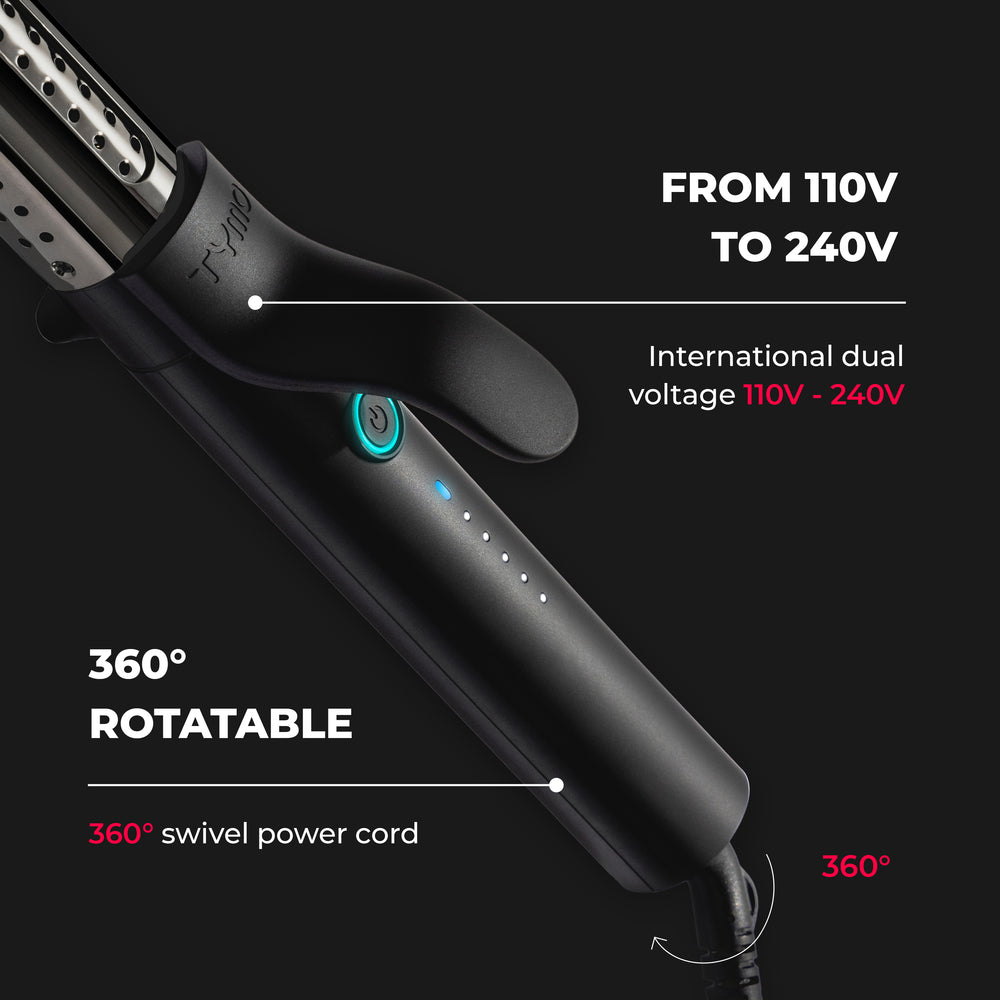 TYMO
FROM 110V
TO 240V
International dual
voltage 110V - 240V
360°
ROTATABLE
360° swivel power cord
360°